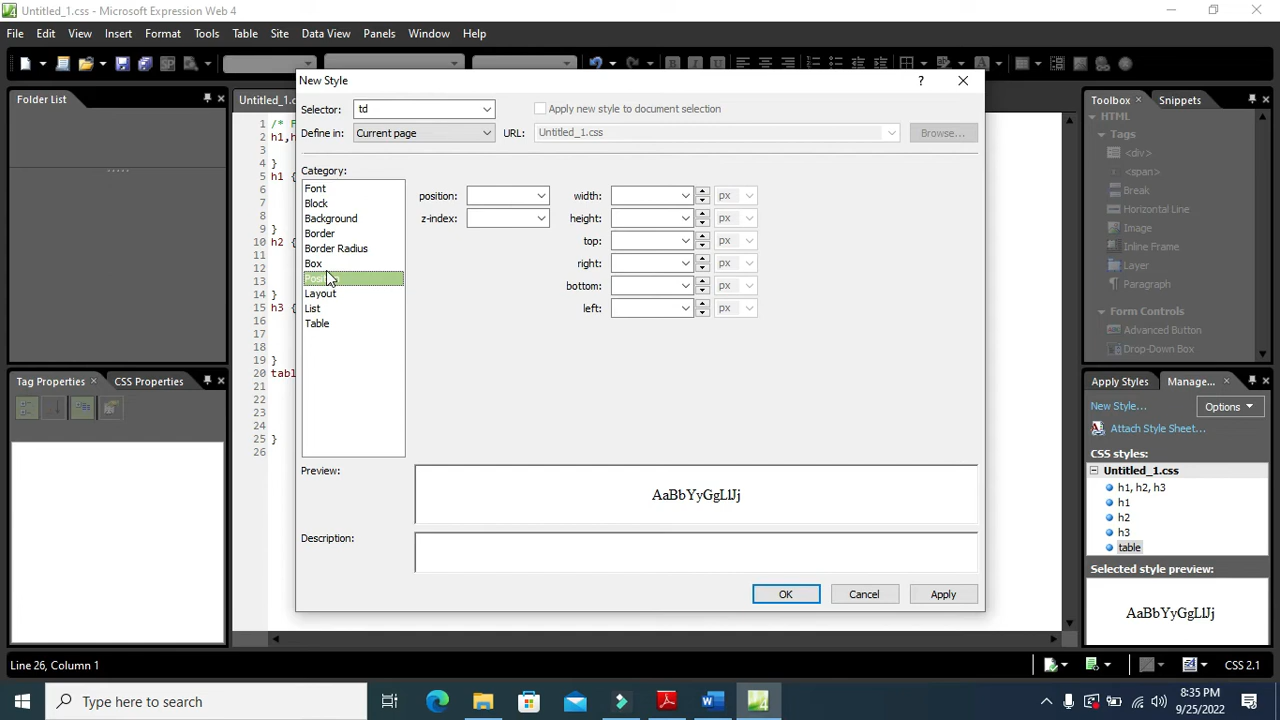 Untitled_1.css - Microsoft Expression Web 4
File Edit View Insert Format Tools Table Site Data View Panels Window Help
Folder List
Untitled_1.c
New Style
Selector: td
Apply new style to document selection
Define in: Current page
URL: Untitled_1.css
Browse...
Category:
Font
Block
Background
Border
Border Radius
Box
Layout
List
Table
position:
z-index:
width: px
height: px
top: px
right: px
bottom: px
left: px
Preview:
AaBbYyGgLlJj
Description:
OK Cancel Apply
1 /* F
2 h1,h
3
4 }
5 h1 {
6
7
8
9 }
10 h2 {
11
12
13
14 }
15 h3 {
16
17
18
19 }
20 tabl
21
22
23
24
25 }
26
Tag Properties CSS Properties
Toolbox Snippets
HTML
Tags
<div>
<span>
Break
Horizontal Line
Image
Inline Frame
Layer
Paragraph
Form Controls
Advanced Button
Drop-Down Box
Apply Styles Manage...
New Style...
Options
Attach Style Sheet...
CSS styles:
Untitled_1.css
h1, h2, h3
h1
h2
h3
table
Selected style preview:
AaBbYyGgLlJj
Line 26, Column 1
CSS 2.1
Type here to search
8:35 PM
9/25/2022